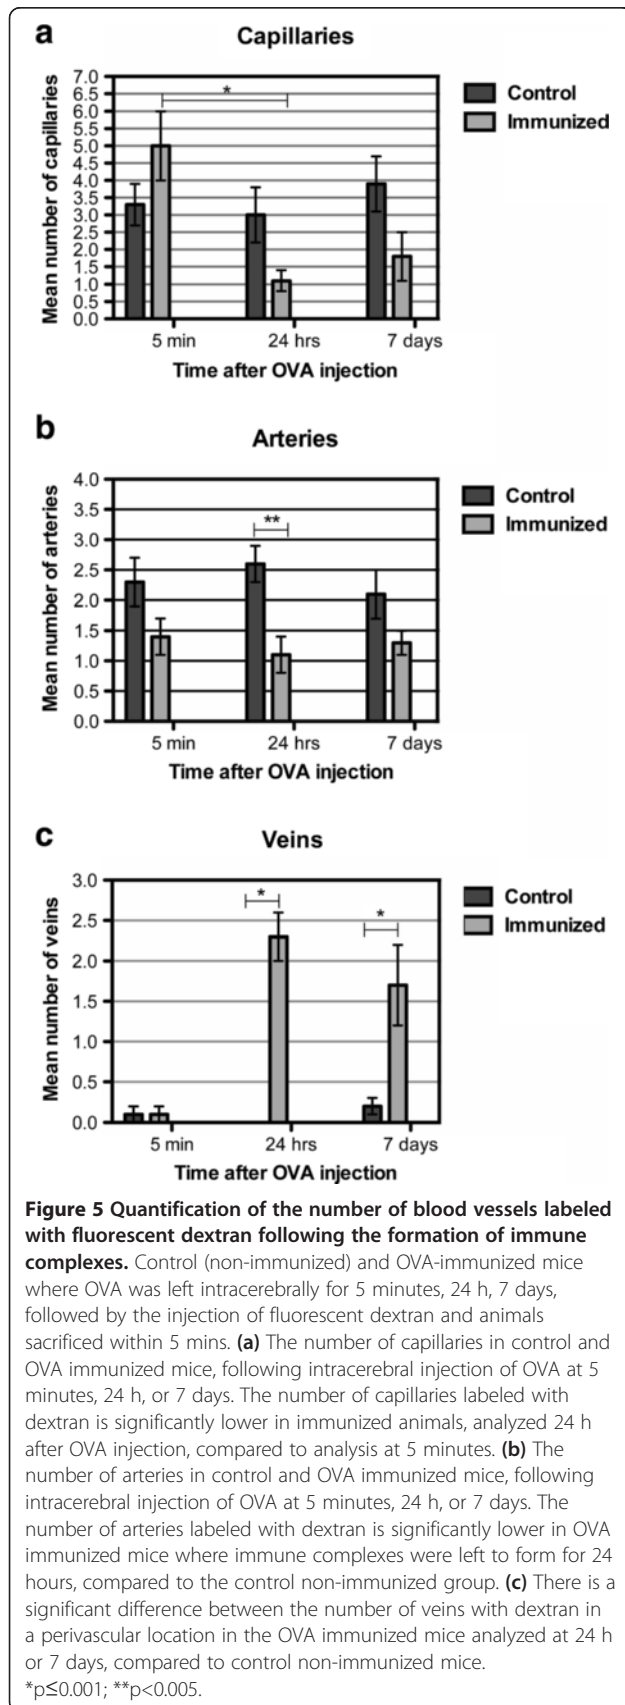 a
Capillaries
7.0
6.5
6.0
5.5
5.0
4.5
4.0
3.5
3.0
2.5
2.0
1.5
1.0
0.5
0.0
Mean number of capillaries
*
Control
Immunized
5 min 24 hrs 7 days
Time after OVA injection
b
Arteries
4.0
3.5
3.0
2.5
2.0
1.5
1.0
0.5
0.0
Mean number of arteries
**
Control
Immunized
5 min 24 hrs 7 days
Time after OVA injection
c
Veins
3.0
2.5
2.0
1.5
1.0
0.5
0.0
Mean number of veins
* *
Control
Immunized
5 min 24 hrs 7 days
Time after OVA injection
Figure 5 Quantification of the number of blood vessels labeled
with fluorescent dextran following the formation of immune
complexes. Control (non-immunized) and OVA-immunized mice
where OVA was left intracerebrally for 5 minutes, 24 h, 7 days,
followed by the injection of fluorescent dextran and animals
sacrificed within 5 mins. (a) The number of capillaries in control and
OVA immunized mice, following intracerebral injection of OVA at 5
minutes, 24 h, or 7 days. The number of capillaries labeled with
dextran is significantly lower in immunized animals, analyzed 24 h
after OVA injection, compared to analysis at 5 minutes. (b) The
number of arteries in control and OVA immunized mice, following
intracerebral injection of OVA at 5 minutes, 24 h, or 7 days. The
number of arteries labeled with dextran is significantly lower in OVA
immunized mice where immune complexes were left to form for 24
hours, compared to the control non-immunized group. (c) There is a
significant difference between the number of veins with dextran in
a perivascular location in the OVA immunized mice analyzed at 24 h
or 7 days, compared to control non-immunized mice.
*p≤0.001; **p<0.005.